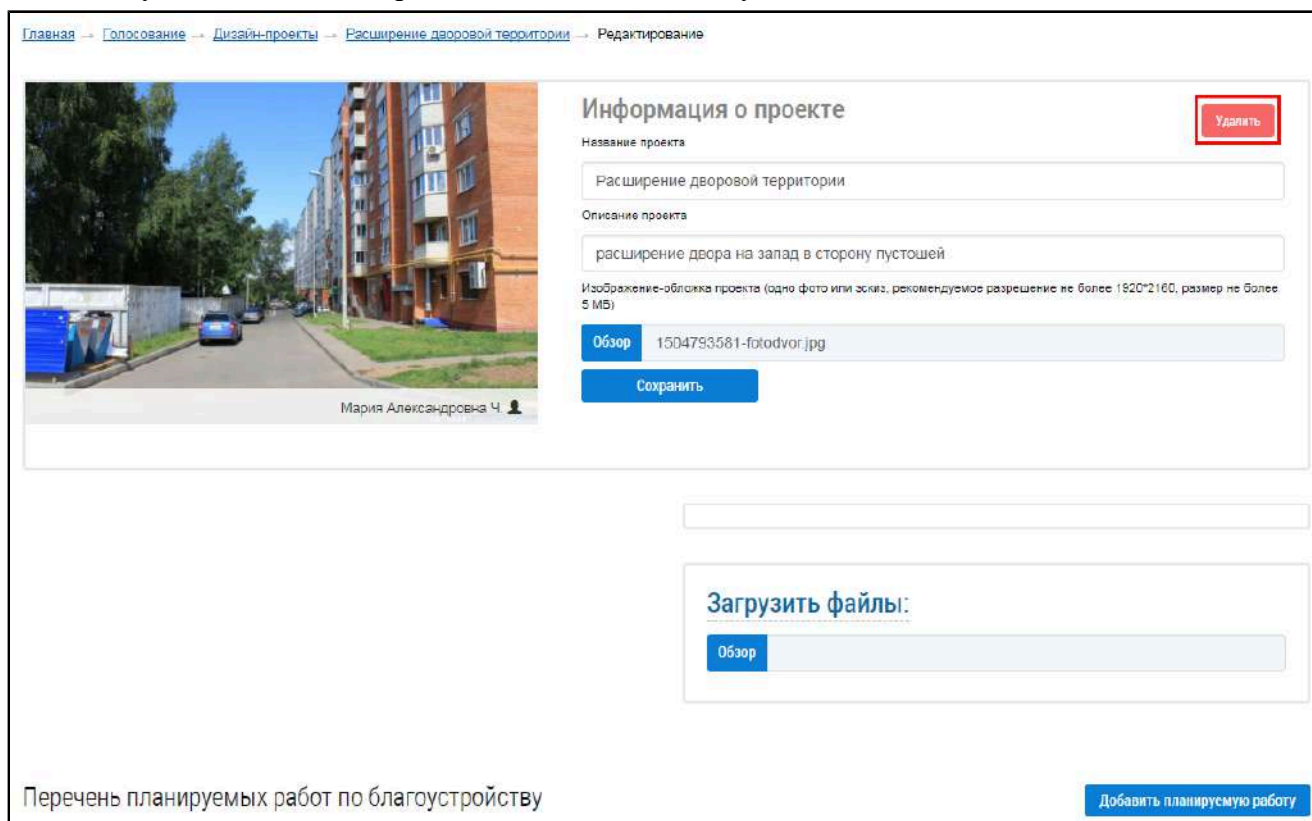 Главная → Голосование → Дизайн-проекты → Расширение дворовой территории → Редактирование
Информация о проекте
Удалить
Название проекта
Расширение дворовой территории
Описание проекта
расширение двора на запад в сторону пустошей
Изображение-обложка проекта (одно фото или эскиз, рекомендуемое разрешение не более 1920*2160, размер не более
5 МБ)
Обзор 1504793581-fotodvor.jpg
Сохранить
Мария Александровна Ч.
Загрузить файлы:
Обзор
Перечень планируемых работ по благоустройству
Добавить планируемую работу